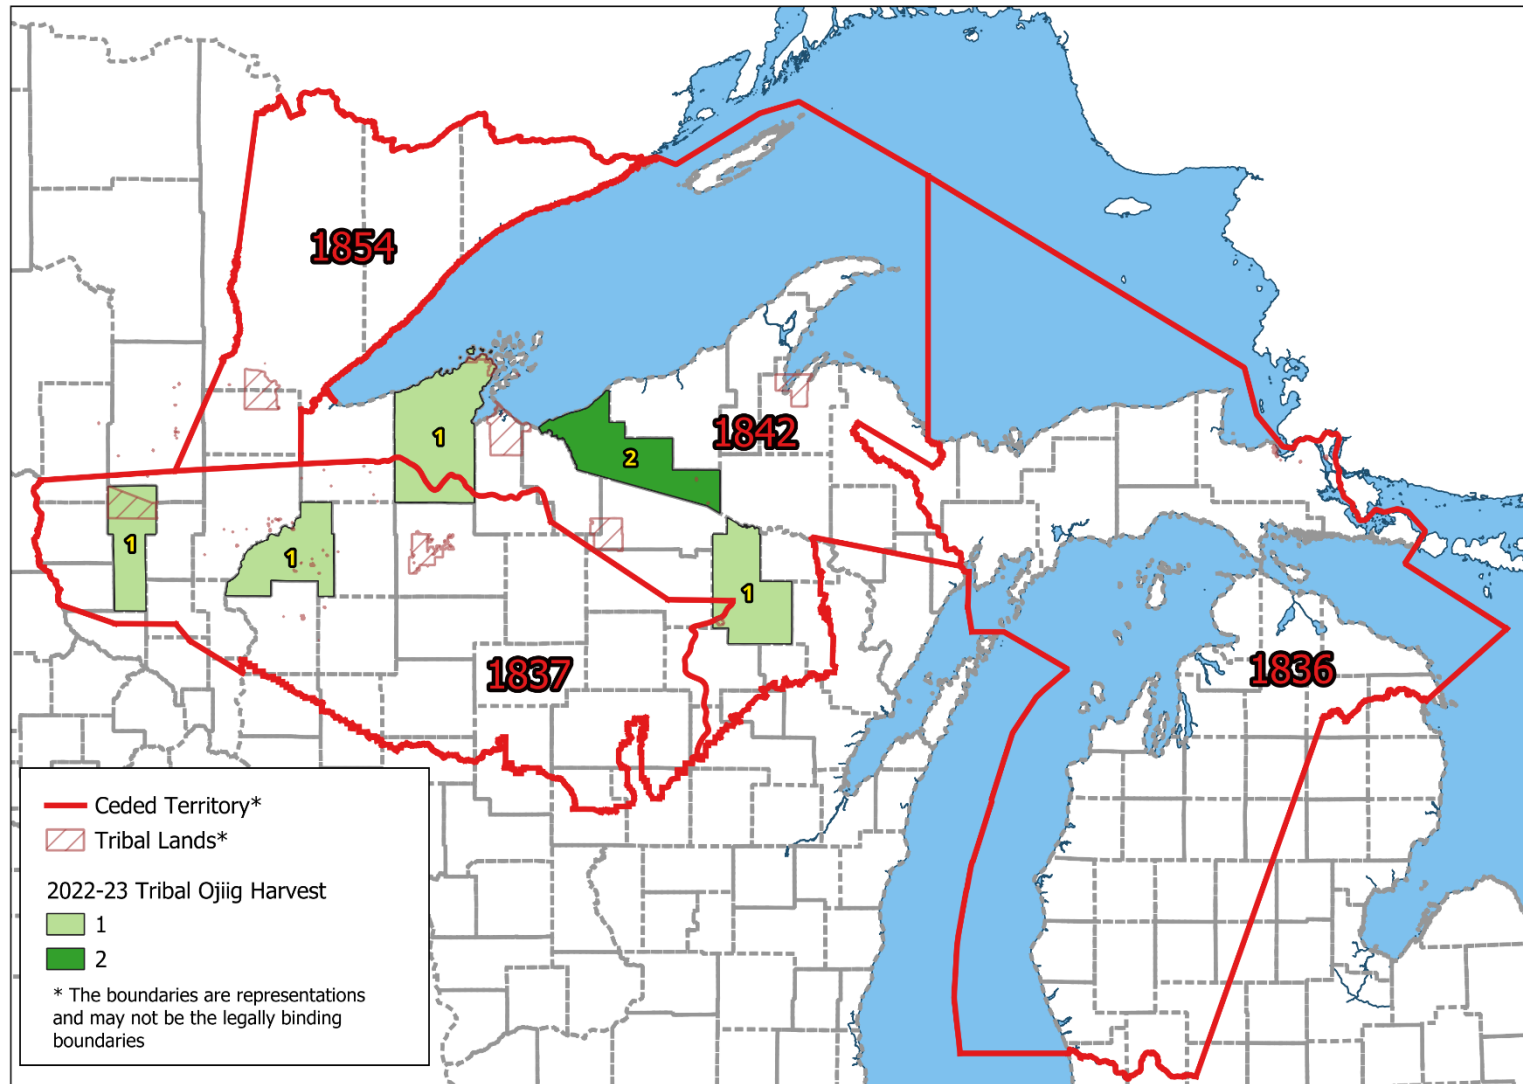 1854
1
1842
2
1
1
1
1837
1836
Ceded Territory*
Tribal Lands*
2022-23 Tribal Ojiig Harvest
1
2
* The boundaries are representations
and may not be the legally binding
boundaries